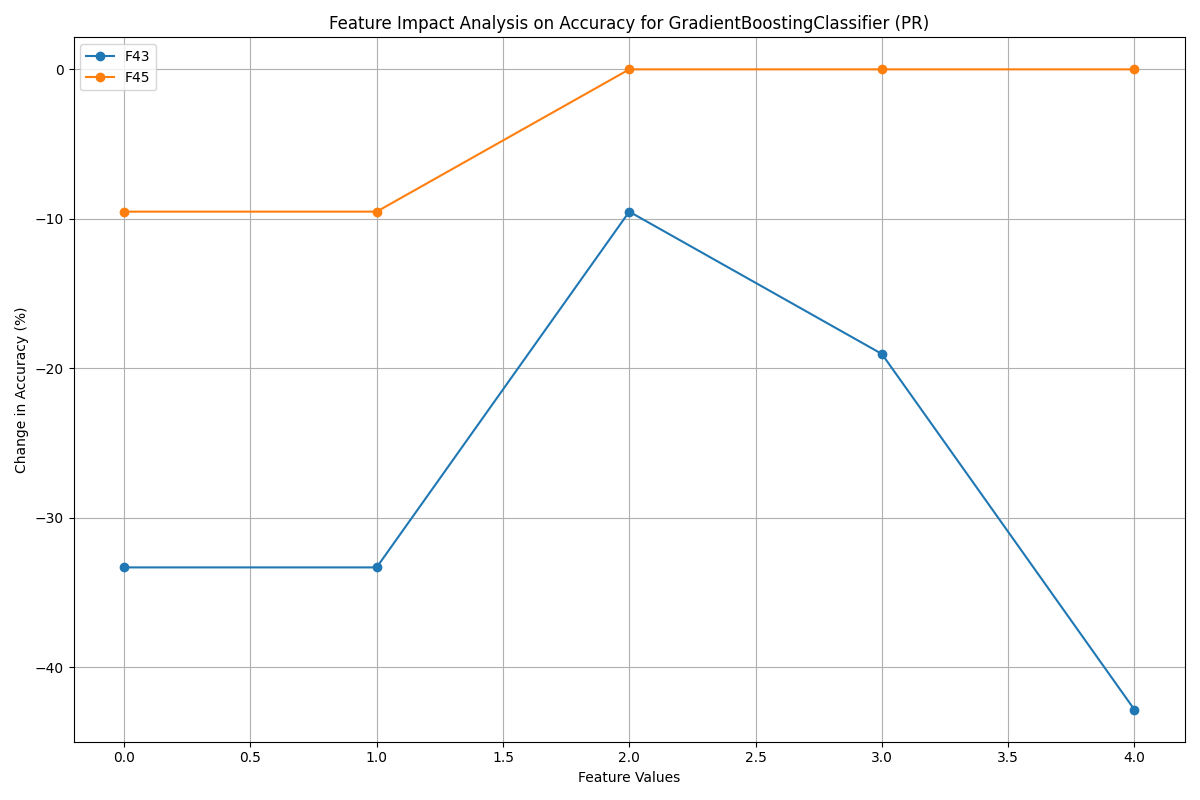 Feature Impact Analysis on Accuracy for GradientBoostingClassifier (PR)
F43
F45
0
−10
−20
−30
−40
Change in Accuracy (%)
0.0 0.5 1.0 1.5 2.0 2.5 3.0 3.5 4.0
Feature Values